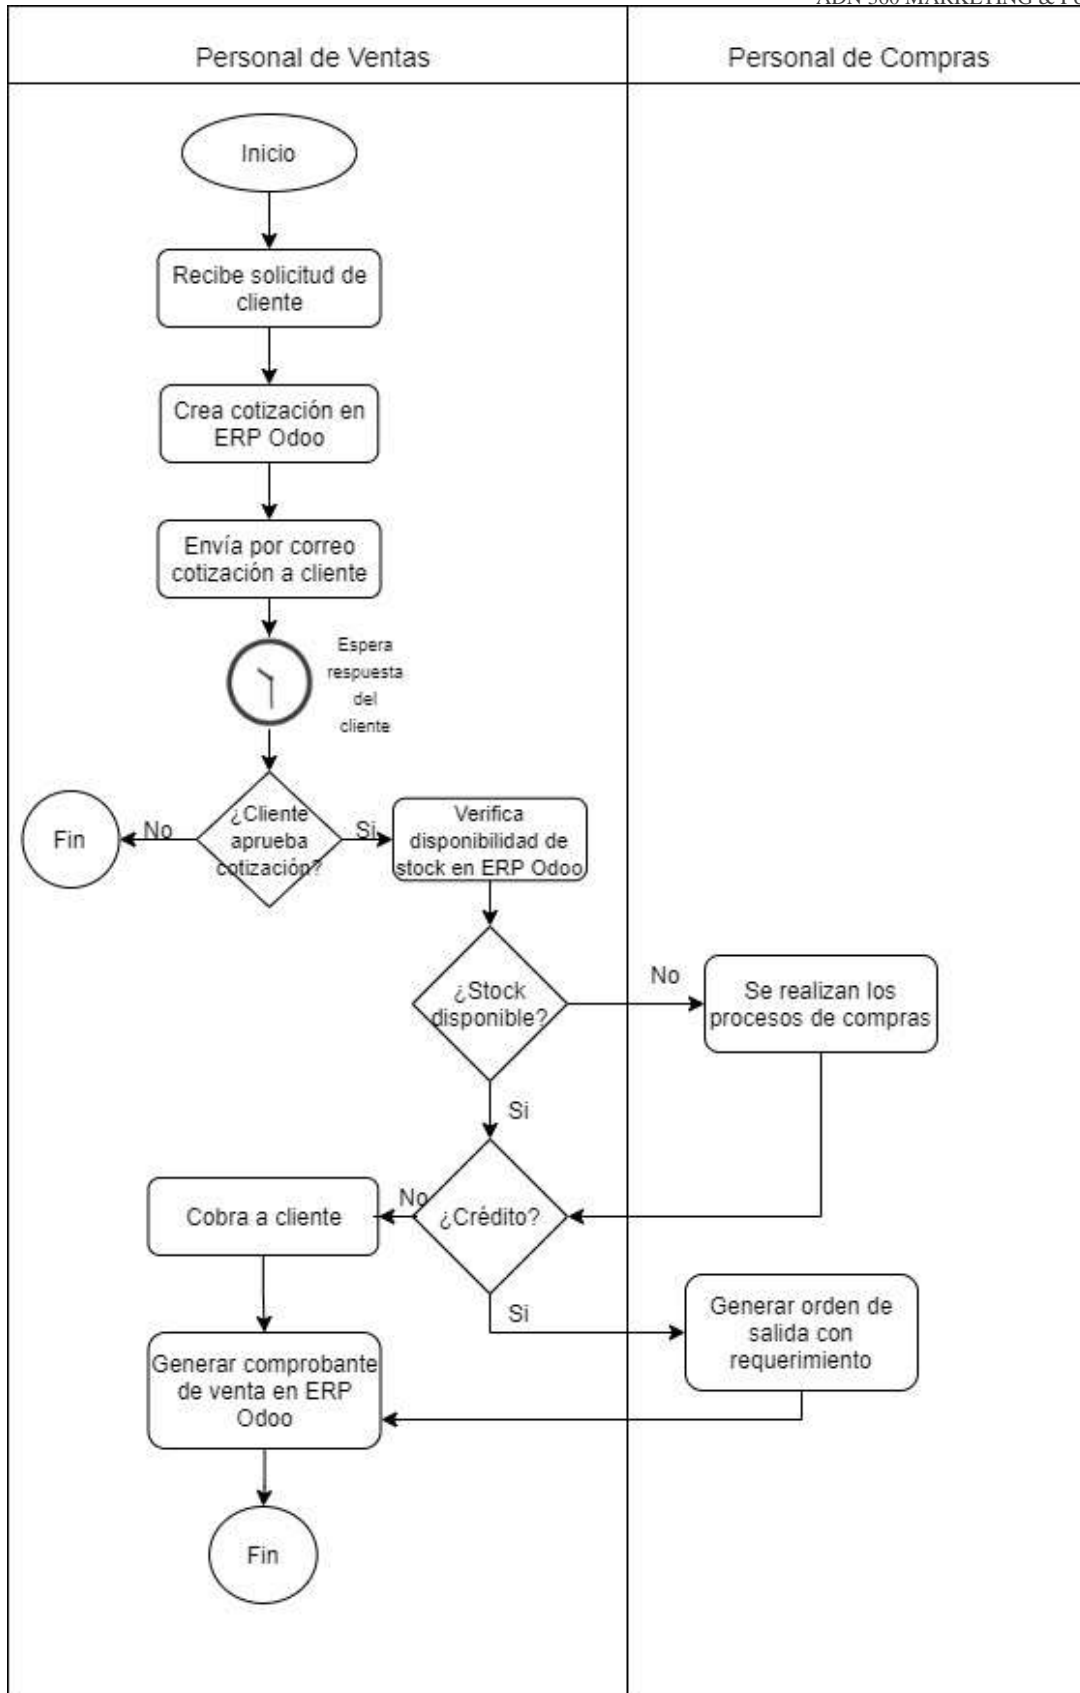 ADN 360 MARKETING &
Personal de Ventas
Personal de Compras
Inicio
Recibe solicitud de
cliente
Crea cotización en
ERP Odoo
Envía por correo
cotización a cliente
Espera
respuesta
del
cliente
¿Cliente
aprueba
cotización?
No
Fin
Si
Verifica
disponibilidad de
stock en ERP Odoo
¿Stock
disponible?
No
Se realizan los
procesos de compras
Si
¿Crédito?
No
Cobra a cliente
Si
Generar orden de
salida con
requerimiento
Generar comprobante
de venta en ERP
Odoo
Fin